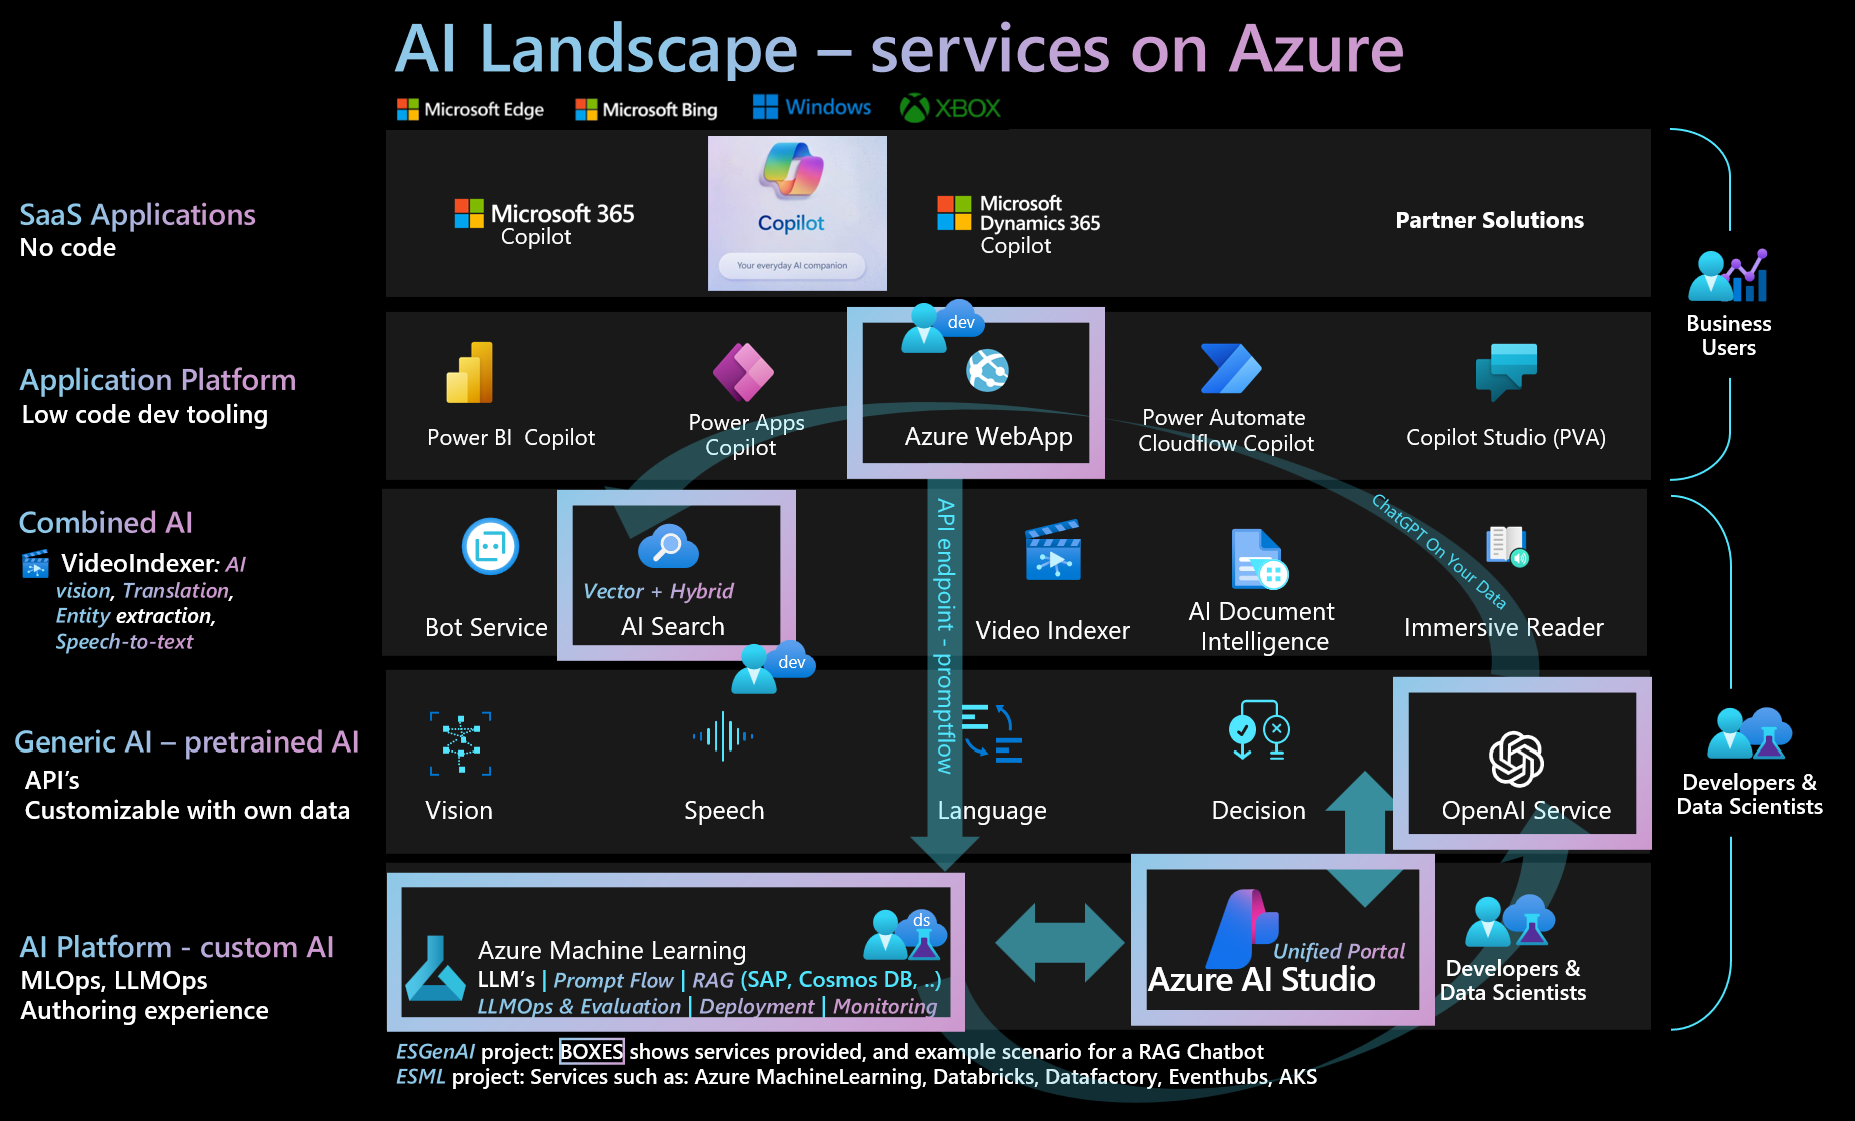 AI Landscape – services on Azure
Microsoft Edge
Microsoft Bing
Windows
XBOX
SaaS Applications
No code
Microsoft 365
Copilot
Copilot
Your everyday AI companion
Microsoft
Dynamics 365
Copilot
Partner Solutions
Business
Users
Application Platform
Low code dev tooling
Power BI  Copilot
Power Apps
Copilot
dev
Azure WebApp
Power Automate
Cloudflow Copilot
Copilot Studio (PVA)
Combined AI
VideoIndexer: AI
vision, Translation,
Entity extraction,
Speech-to-text
Bot Service
Vector + Hybrid
AI Search
dev
API endpoint - promptflow
Video Indexer
AI Document
Intelligence
ChatGPT On Your Data
Immersive Reader
Generic AI – pretrained AI
API's
Customizable with own data
Vision
Speech
Language
Decision
OpenAI Service
Developers &
Data Scientists
AI Platform - custom AI
MLOps, LLMOps
Authoring experience
ds
Azure Machine Learning
LLM's | Prompt Flow | RAG (SAP, Cosmos DB, ..)
LLMOps & Evaluation | Deployment | Monitoring
Unified Portal
Azure AI Studio
Developers &
Data Scientists
ESGenAI project: BOXES shows services provided, and example scenario for a RAG Chatbot
ESML project: Services such as: Azure MachineLearning, Databricks, Datafactory, Eventhubs, AKS